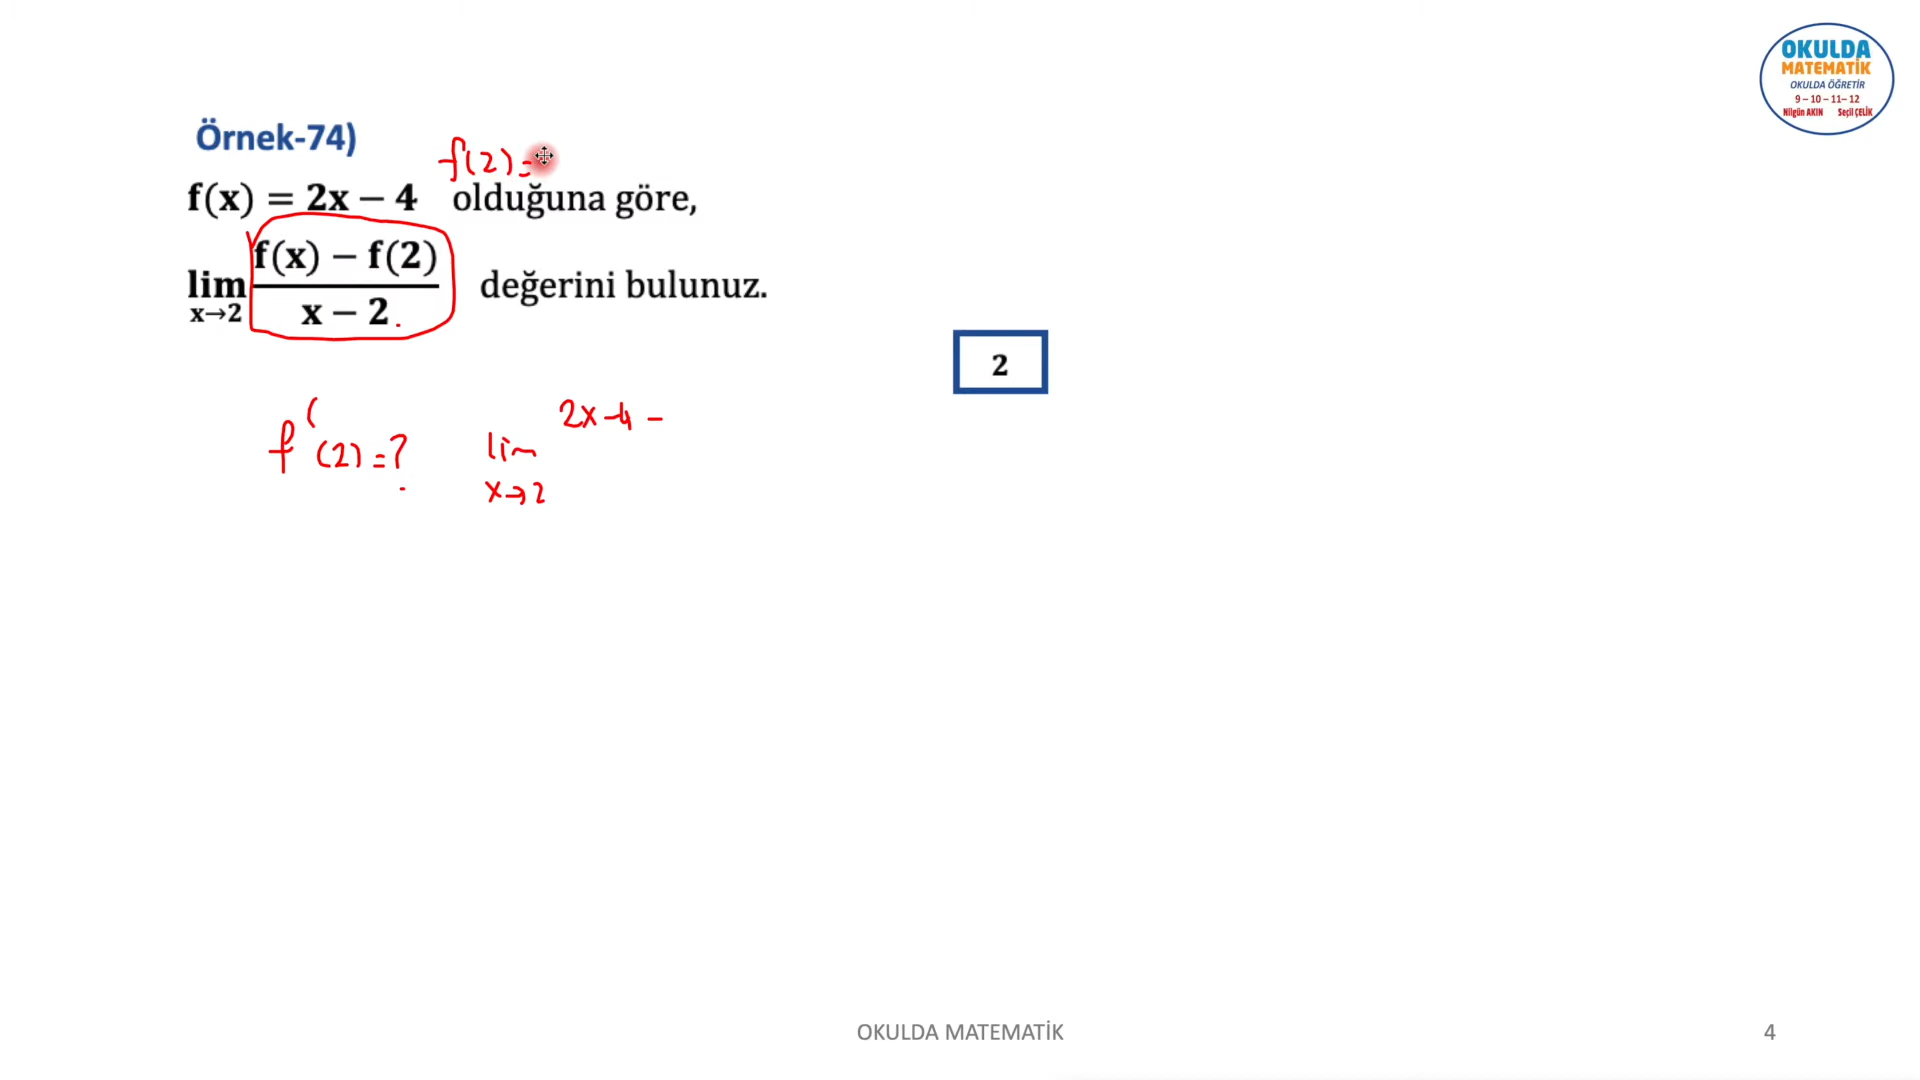 OKULDA
MATEMATİK
OKULDA ÖĞRETİR
9 – 10 – 11– 12
Nilgün AKIN Seçil ÇELİK
Örnek-74)
f(2)=
f(x) = 2x − 4 olduğuna göre,
lim x→2 f(x) − f(2) / x − 2 değerini bulunuz.
2
f'(2)=? lim x→2 2x-4-
OKULDA MATEMATİK
4